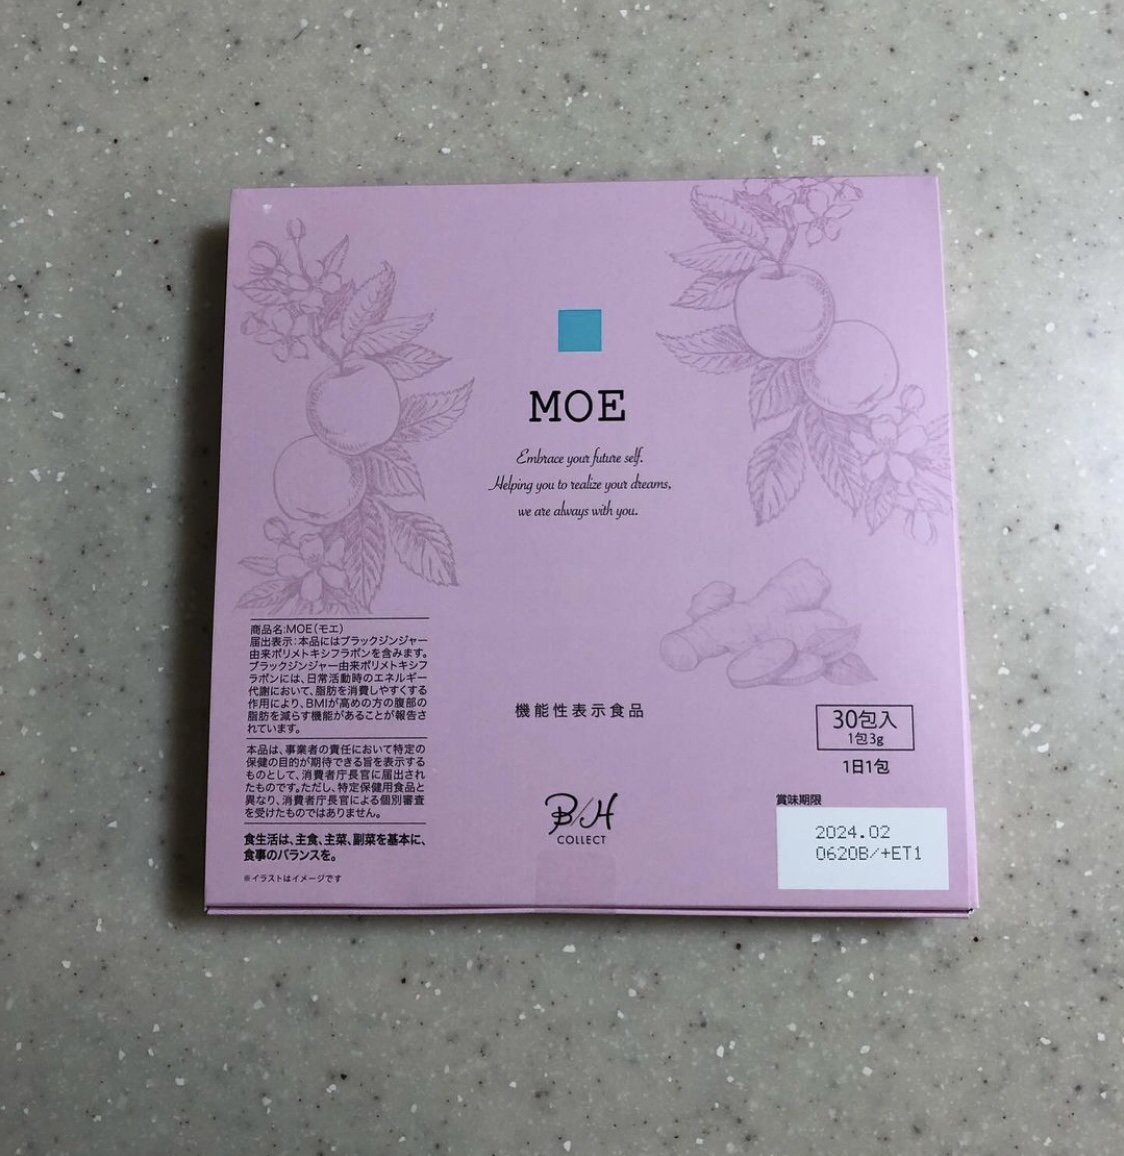 MOE
Embrace your future self.
Helping you to realize your dreams,
we are always with you.
商品名:MOE(モエ)
届出表示:本品にはブラックジンジャー
由来ポリメトキシフラボンを含みます。
ブラックジンジャー由来ポリメトキシフ
ラボンには、日常活動時のエネルギー
代謝において、脂肪を消費しやすくする
作用により、BMIが高めの方の腹部の
脂肪を減らす機能があることが報告さ
れています。
本品は、事業者の責任において特定の
保健の目的が期待できる旨を表示する
ものとして、消費者庁長官に届出され
たものです。ただし、特定保健用食品と
異なり、消費者庁長官による個別審査
を受けたものではありません。
食生活は、主食、主菜、副菜を基本に、
食事のバランスを。
※イラストはイメージです
機能性表示食品
B/H
COLLECT
30包入
1包3g
1日1包
賞味期限
2024.02
0620B/+ET1